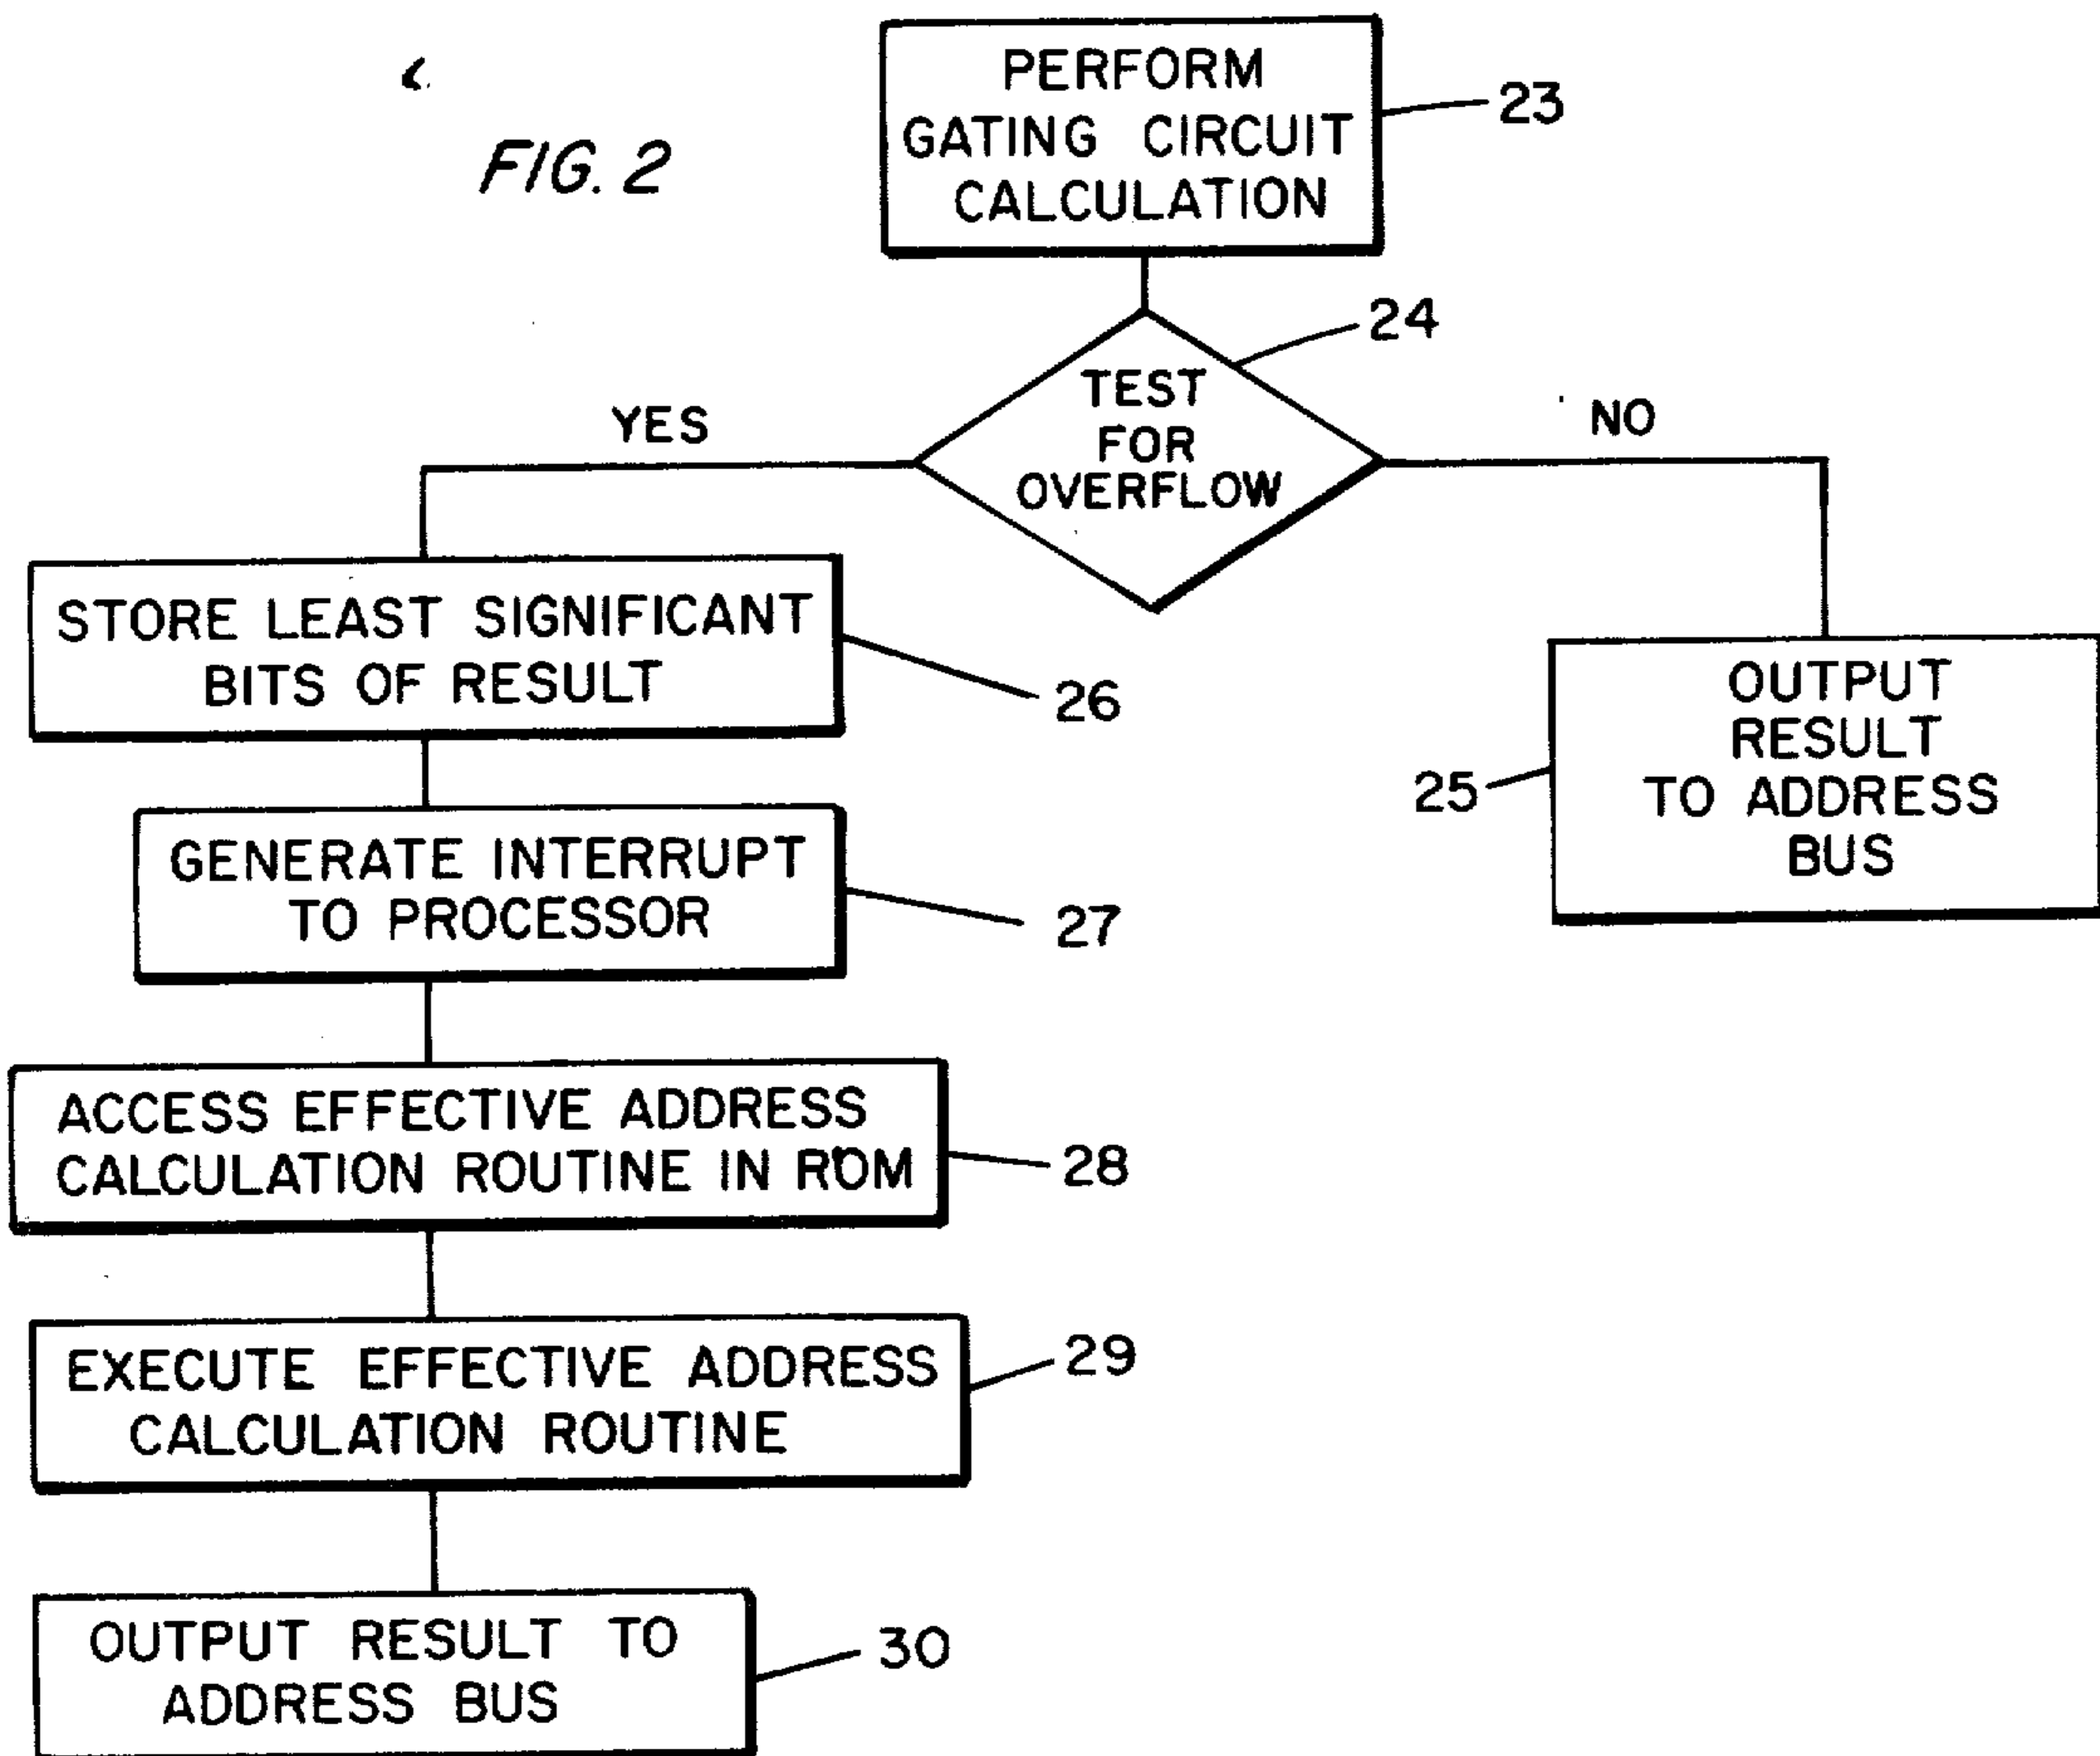 FIG. 2
PERFORM
GATING CIRCUIT
CALCULATION
23
24
TEST
FOR
OVERFLOW
YES
NO
STORE LEAST SIGNIFICANT
BITS OF RESULT
26
OUTPUT
RESULT
TO ADDRESS
BUS
25
GENERATE INTERRUPT
TO PROCESSOR
27
ACCESS EFFECTIVE ADDRESS
CALCULATION ROUTINE IN ROM
28
EXECUTE EFFECTIVE ADDRESS
CALCULATION ROUTINE
29
OUTPUT RESULT TO
ADDRESS BUS
30